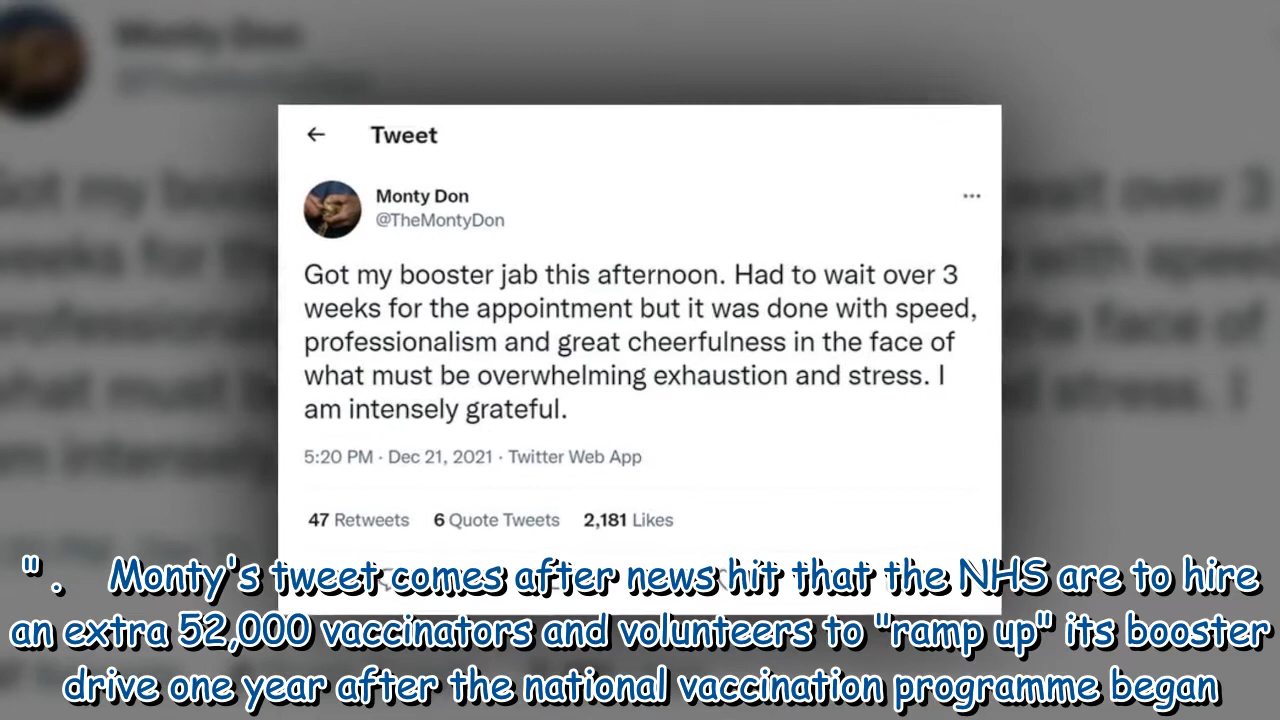 Tweet
Monty Don
@TheMontyDon
Got my booster jab this afternoon. Had to wait over 3
weeks for the appointment but it was done with speed,
professionalism and great cheerfulness in the face of
what must be overwhelming exhaustion and stress. I
am intensely grateful.
5:20 PM · Dec 21, 2021 · Twitter Web App
47 Retweets 6 Quote Tweets 2,181 Likes
" . Monty's tweet comes after news hit that the NHS are to hire
an extra 52,000 vaccinators and volunteers to "ramp up" its booster
drive one year after the national vaccination programme began